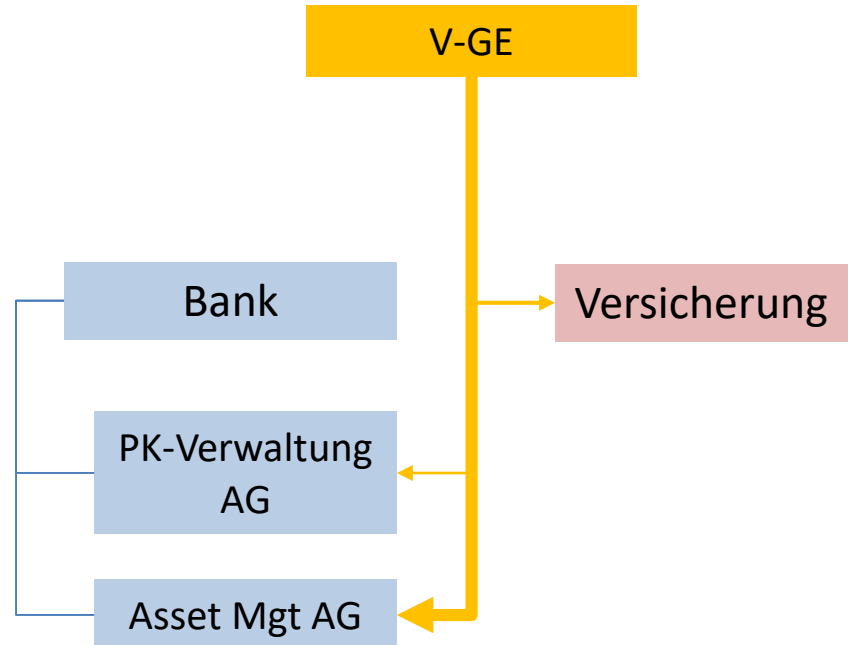 V-GE
Bank
Versicherung
PK-Verwaltung
AG
Asset Mgt AG